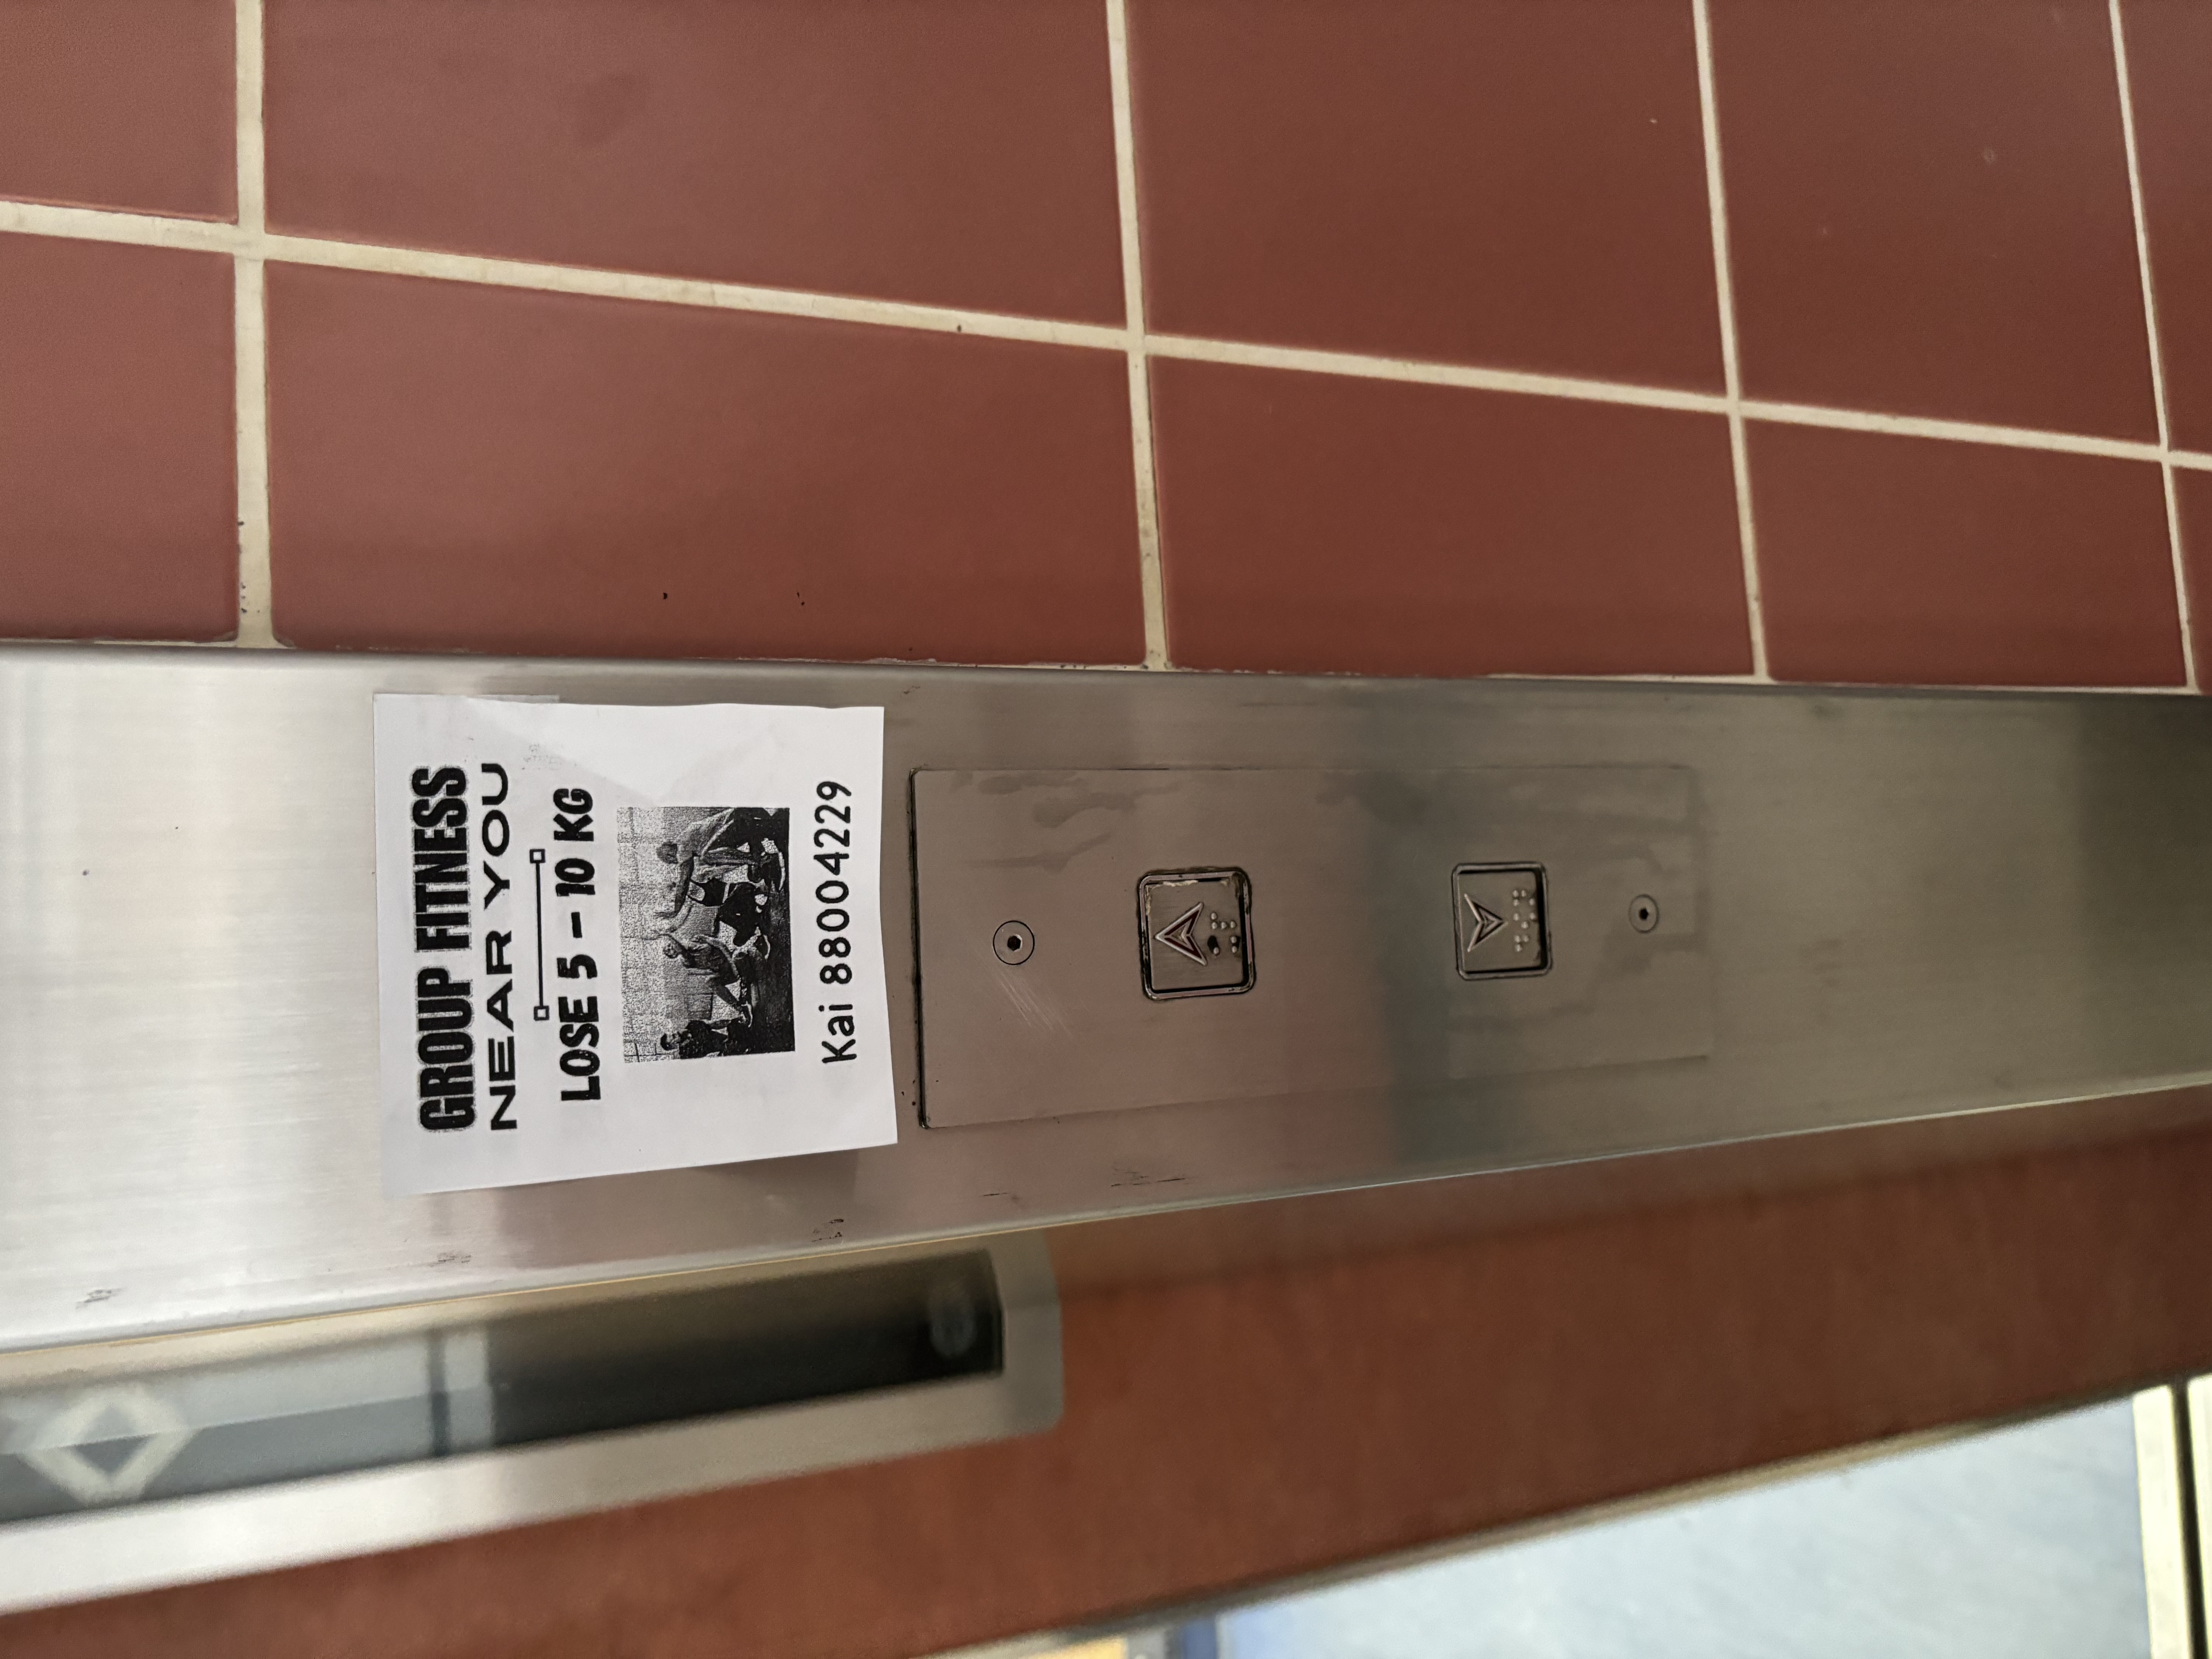 GROUP FITNESS
NEAR YOU
LOSE 5 - 10 KG
Kai 88004229